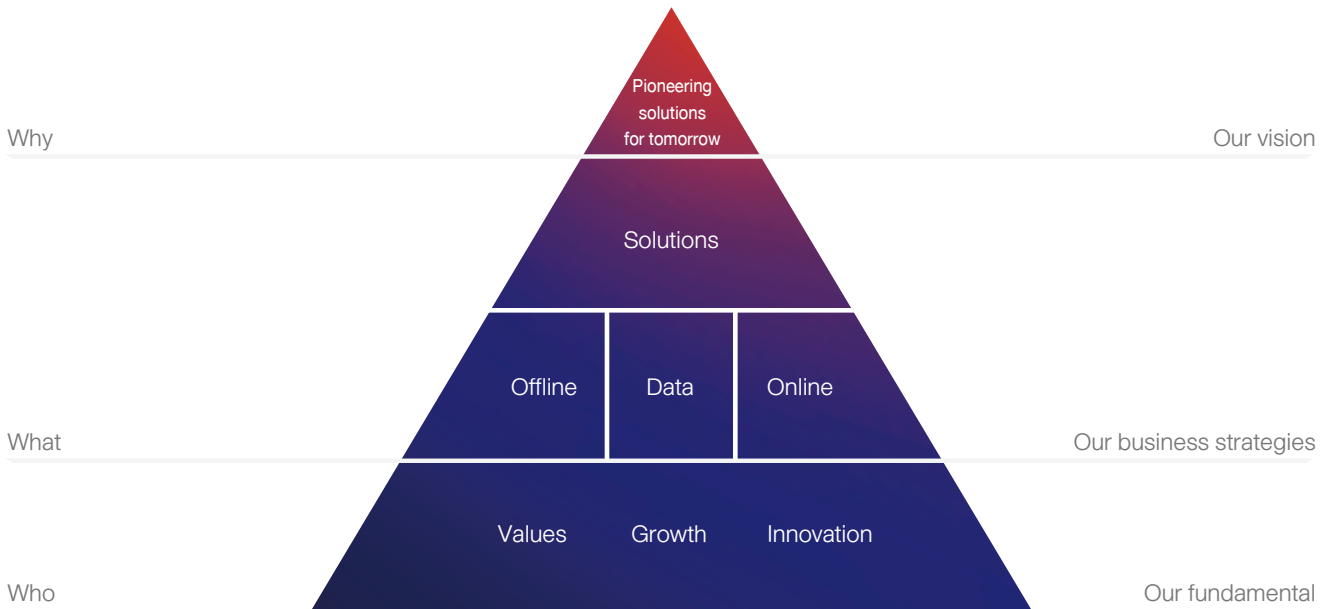 Pioneering
solutions
for tomorrow
Why
Our vision
Solutions
Offline
Data
Online
What
Our business strategies
Values
Growth
Innovation
Who
Our fundamental